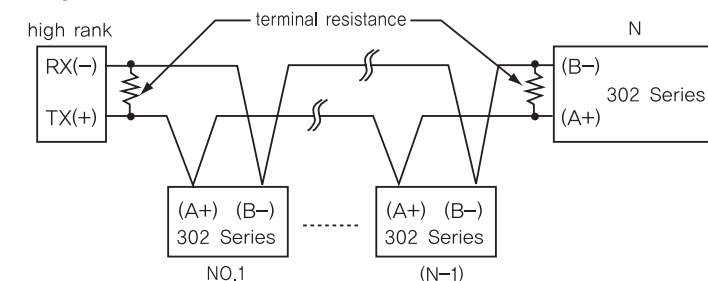 terminal resistance
high rank
N
RX(−)
(B−)
302 Series
TX(+)
(A+)
(A+) (B−)
302 Series
(A+) (B−)
302 Series
NO.1
(N−1)